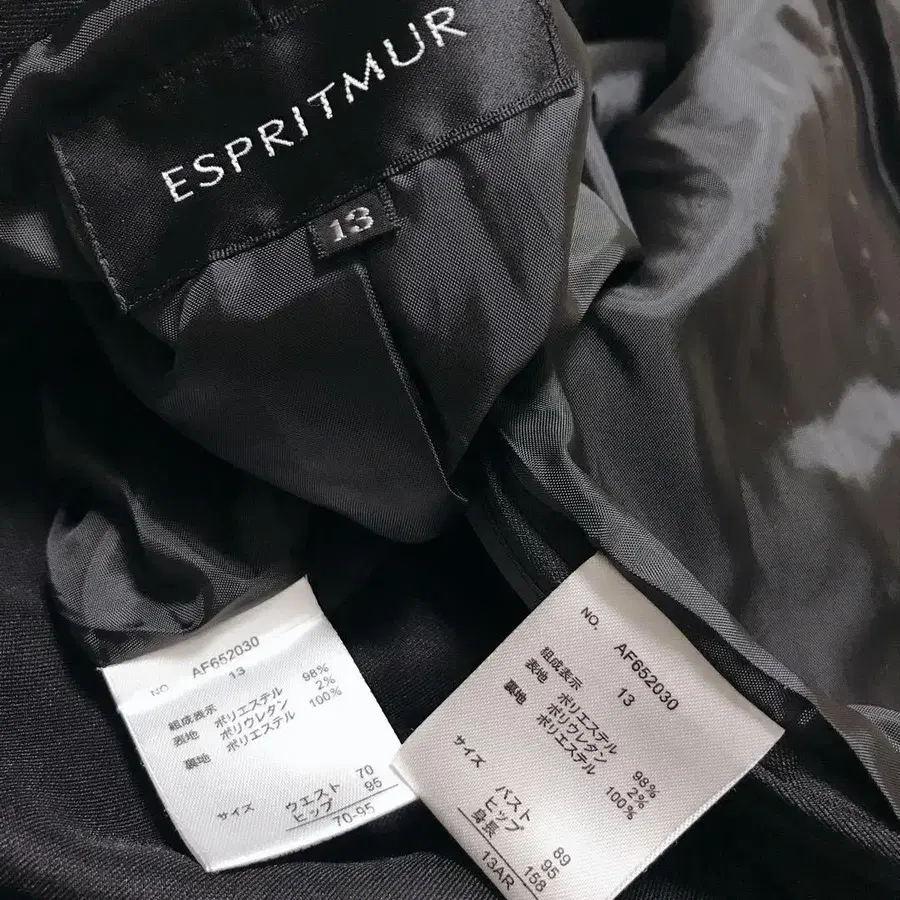 ESPRITMUR
13
NO. AF652030
13
組成表示
表地 ポリエステル 98%
ポリウレタン 2%
裏地 ポリエステル 100%
サイズ
ウエスト 70
ヒップ 95
70-95
NO. AF652030
13
組成表示
表地 ポリエステル 98%
ポリウレタン 2%
裏地 ポリエステル 100%
サイズ
バスト 89
ヒップ 95
身長 158
13AR